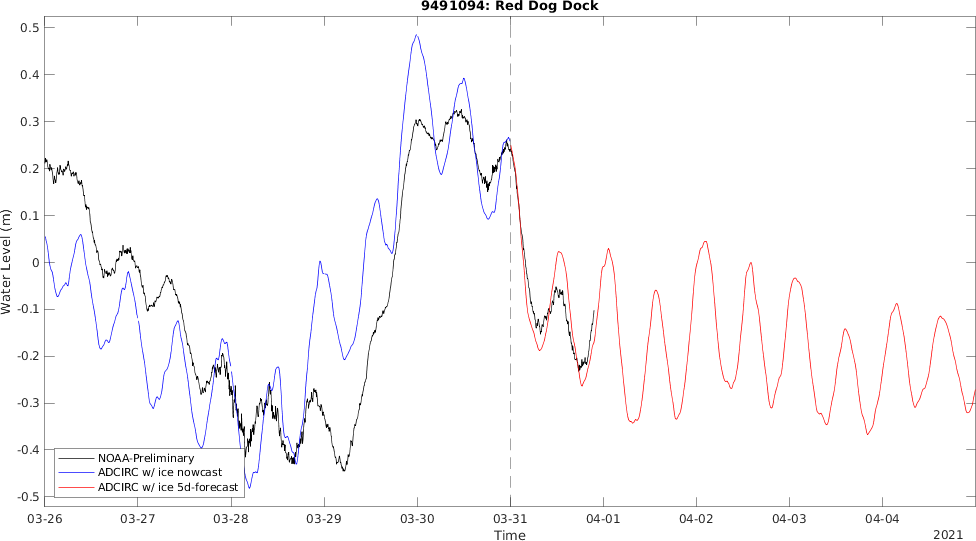 9491094: Red Dog Dock
0.5
0.4
0.3
0.2
0.1
0
-0.1
-0.2
-0.3
-0.4
-0.5
Water Level (m)
NOAA-Preliminary
ADCIRC w/ ice nowcast
ADCIRC w/ ice 5d-forecast
03-26 03-27 03-28 03-29 03-30 03-31 04-01 04-02 04-03 04-04
Time
2021